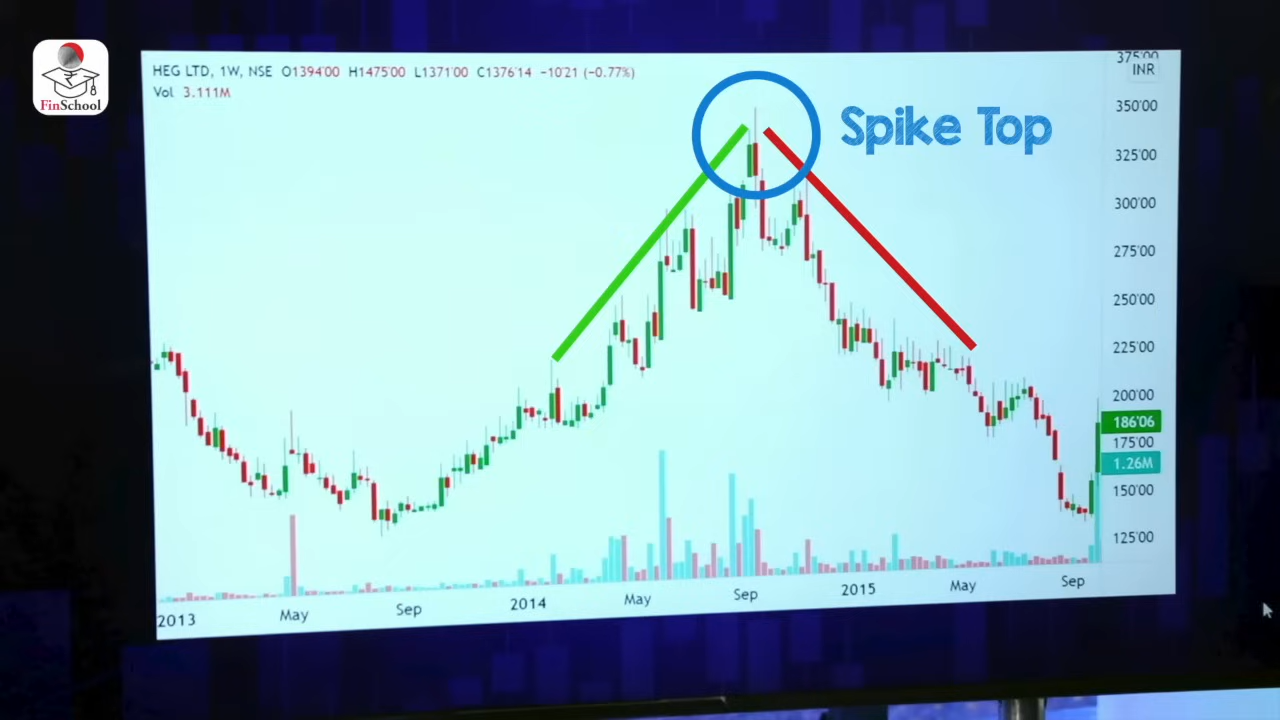 FinSchool
HEG LTD, 1W, NSE O1394'00 H1475'00 L1371'00 C1376'14 −10'21 (−0.77%)
Vol 3.111M
Spike Top
375'00
INR
350'00
325'00
300'00
275'00
250'00
225'00
200'00
186'06
175'00
1.26M
150'00
125'00
2013 May Sep 2014 May Sep 2015 May Sep